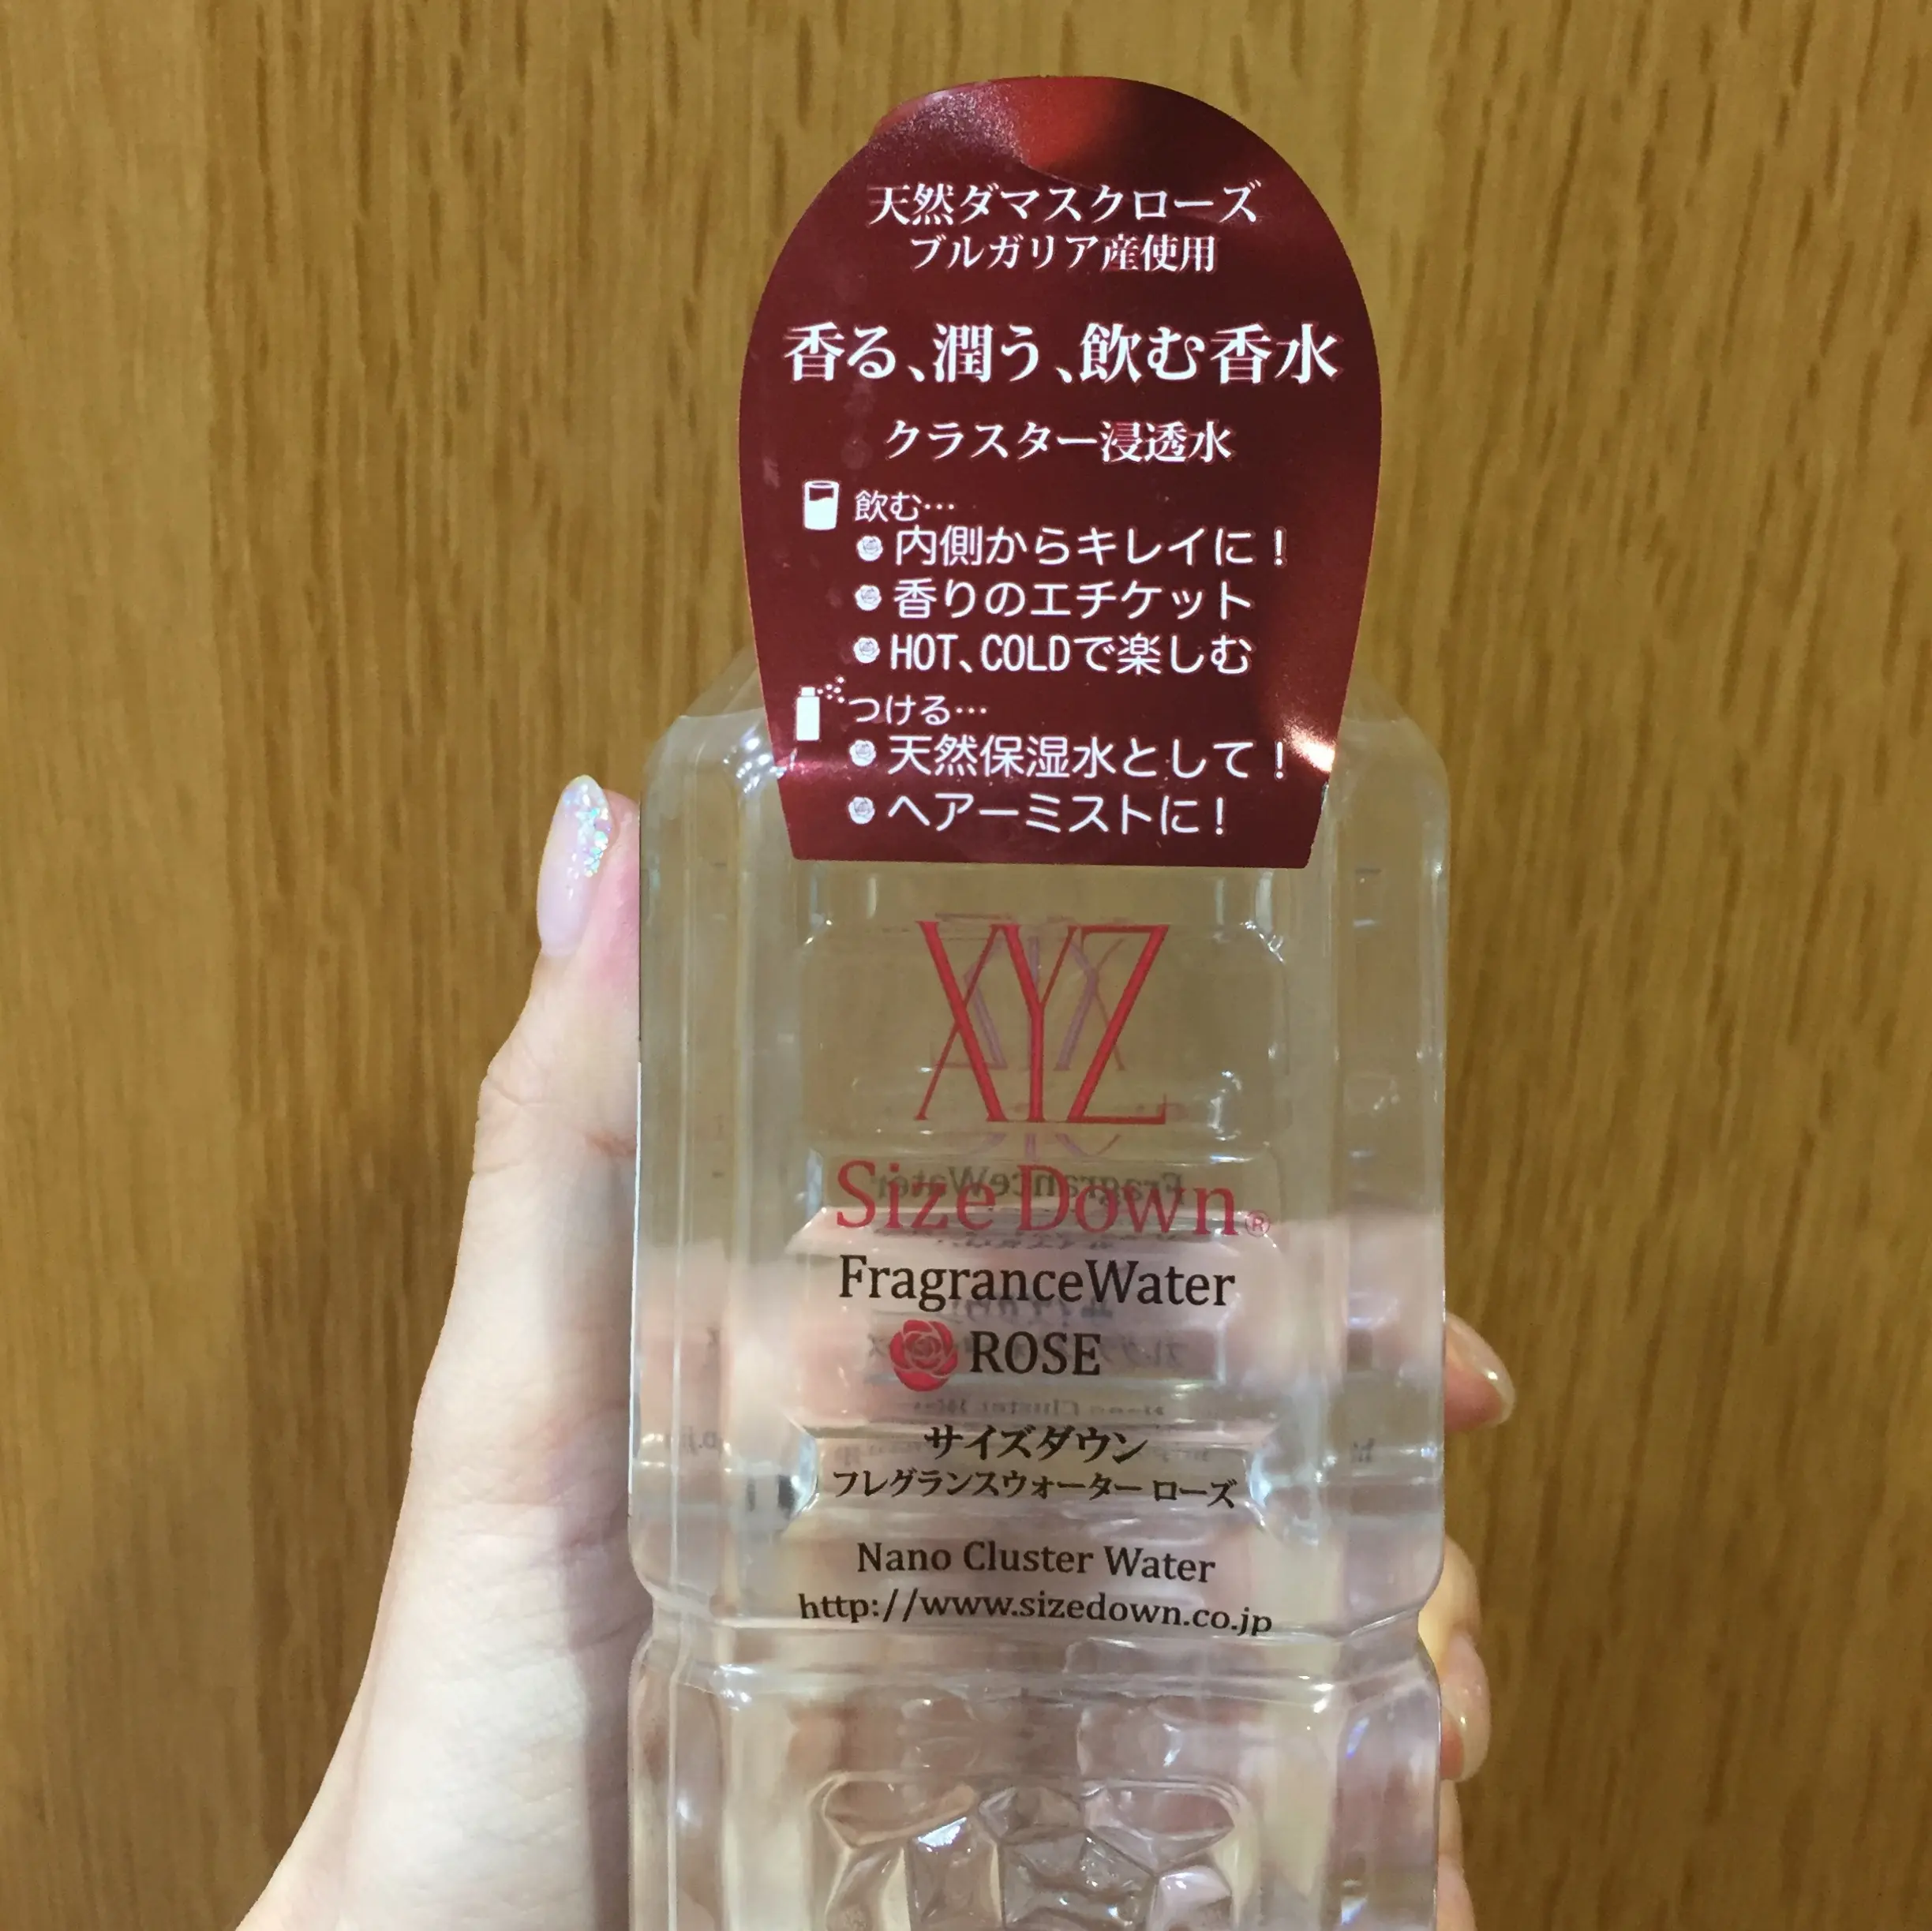 天然ダマスクローズ
ブルガリア産使用
香る、潤う、飲む香水
クラスター浸透水
飲む…
内側からキレイに！
香りのエチケット
HOT、COLDで楽しむ
つける…
天然保湿水として！
ヘアーミストに！
XYZ
Size Down®
FragranceWater
ROSE
サイズダウン
フレグランスウォーター ローズ
Nano Cluster Water
http://www.sizedown.co.jp